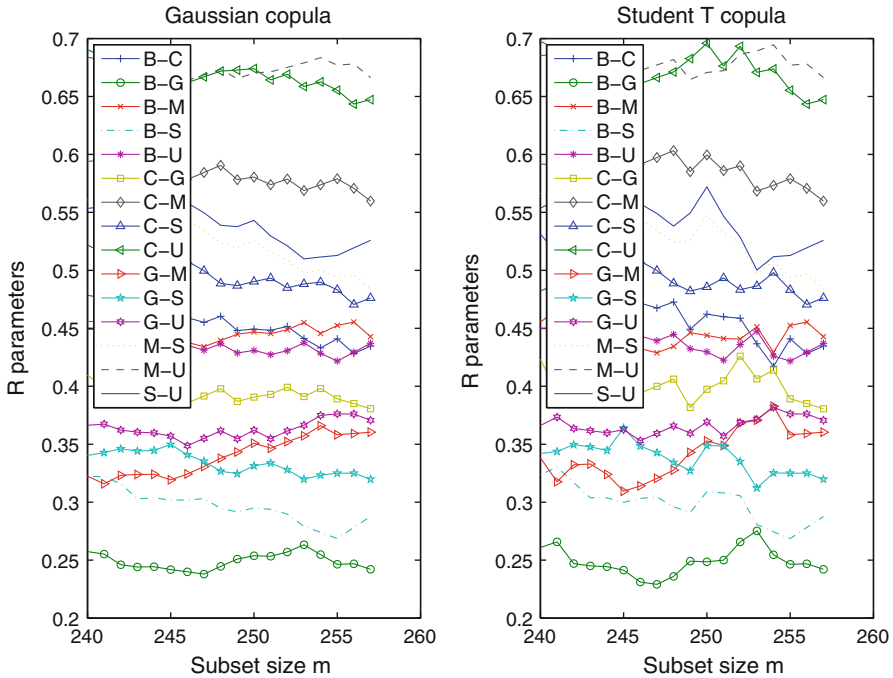 Gaussian copula
0.7
0.65
0.6
0.55
0.5
0.45
0.4
0.35
0.3
0.25
0.2
R parameters
B–C
B–G
B–M
B–S
B–U
C–G
C–M
C–S
C–U
G–M
G–S
G–U
M–S
M–U
S–U
240 245 250 255 260
Subset size m
Student T copula
0.7
0.65
0.6
0.55
0.5
0.45
0.4
0.35
0.3
0.25
0.2
R parameters
B–C
B–G
B–M
B–S
B–U
C–G
C–M
C–S
C–U
G–M
G–S
G–U
M–S
M–U
S–U
240 245 250 255 260
Subset size m